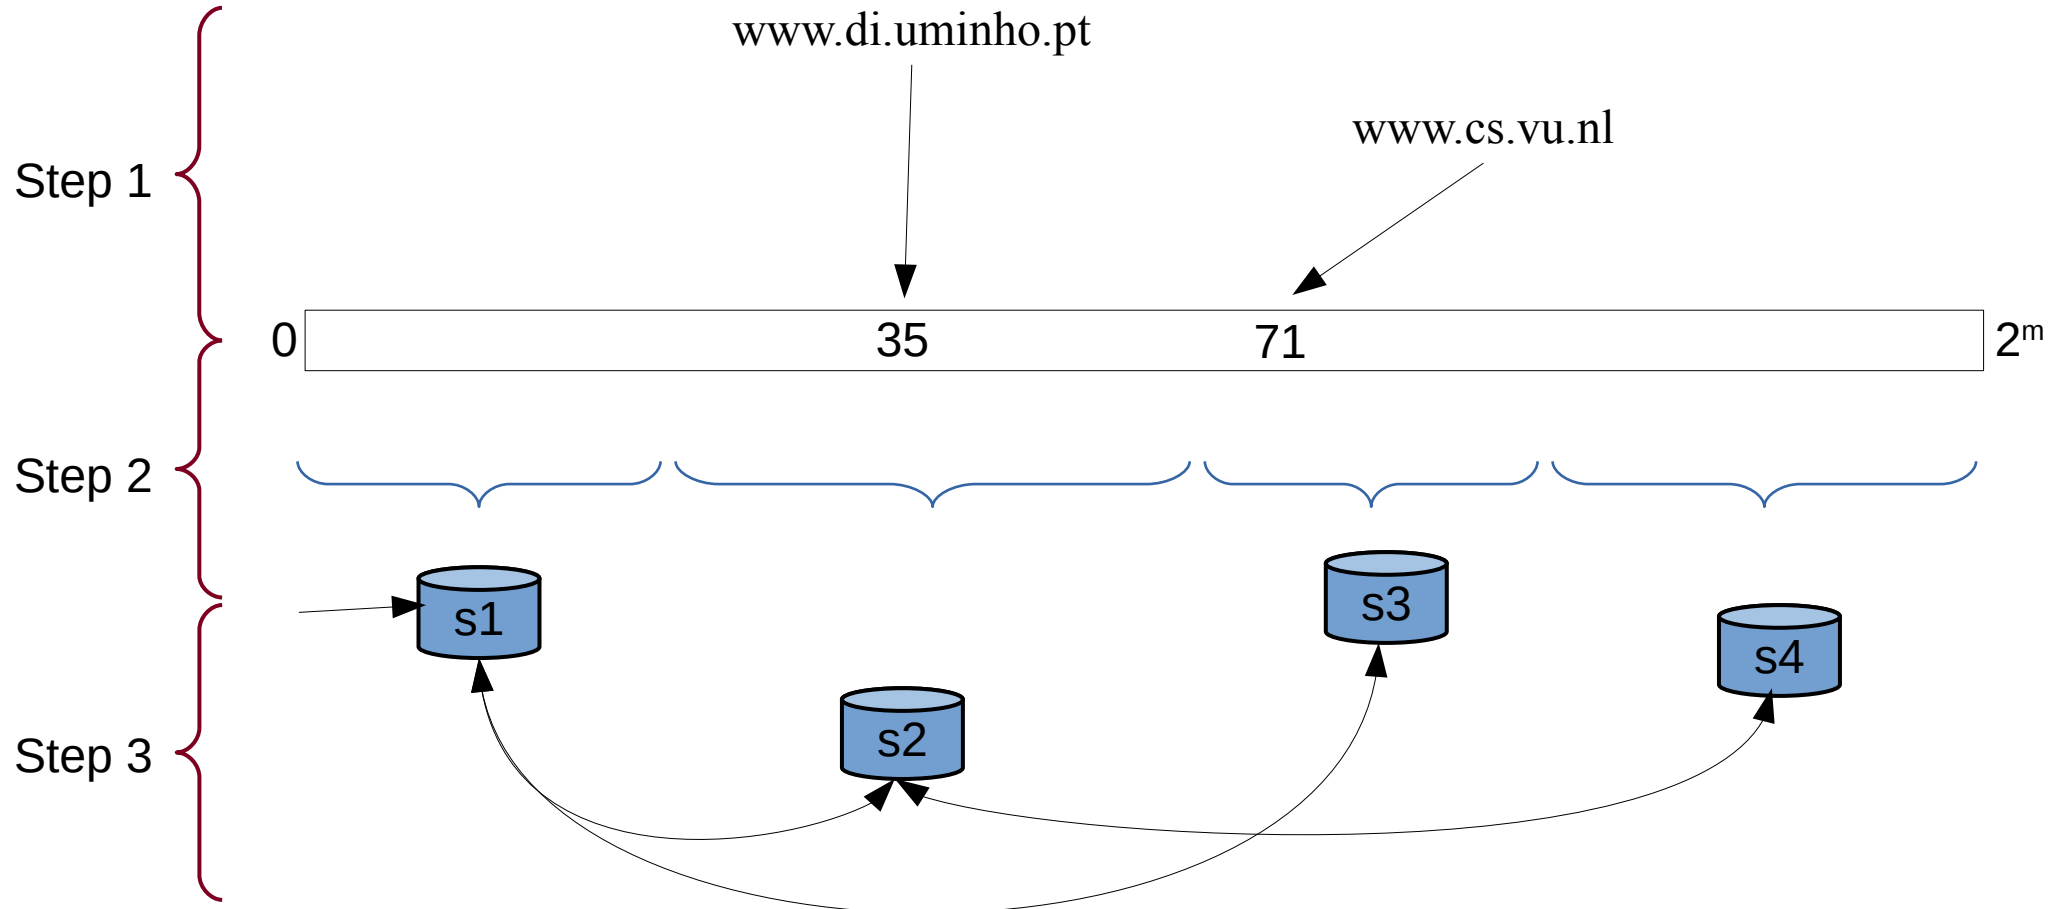 www.di.uminho.pt
www.cs.vu.nl
Step 1
0 35 71 2ᵐ
Step 2
s1 s3
s4
s2
Step 3